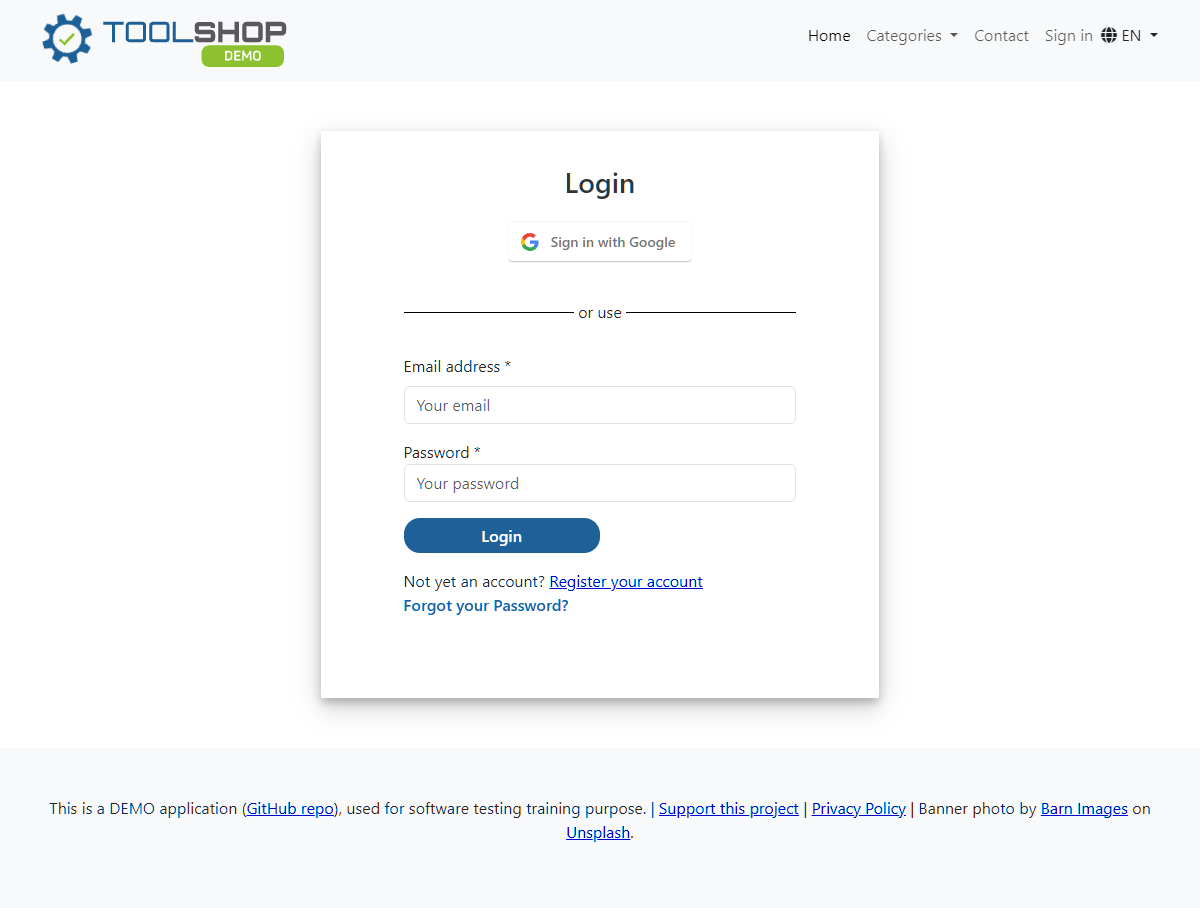 TOOLSHOP
DEMO
Home Categories Contact Sign in EN
Login
Sign in with Google
or use
Email address *
Your email
Password *
Your password
Login
Not yet an account? Register your account
Forgot your Password?
This is a DEMO application (GitHub repo), used for software testing training purpose. | Support this project | Privacy Policy | Banner photo by Barn Images on
Unsplash.